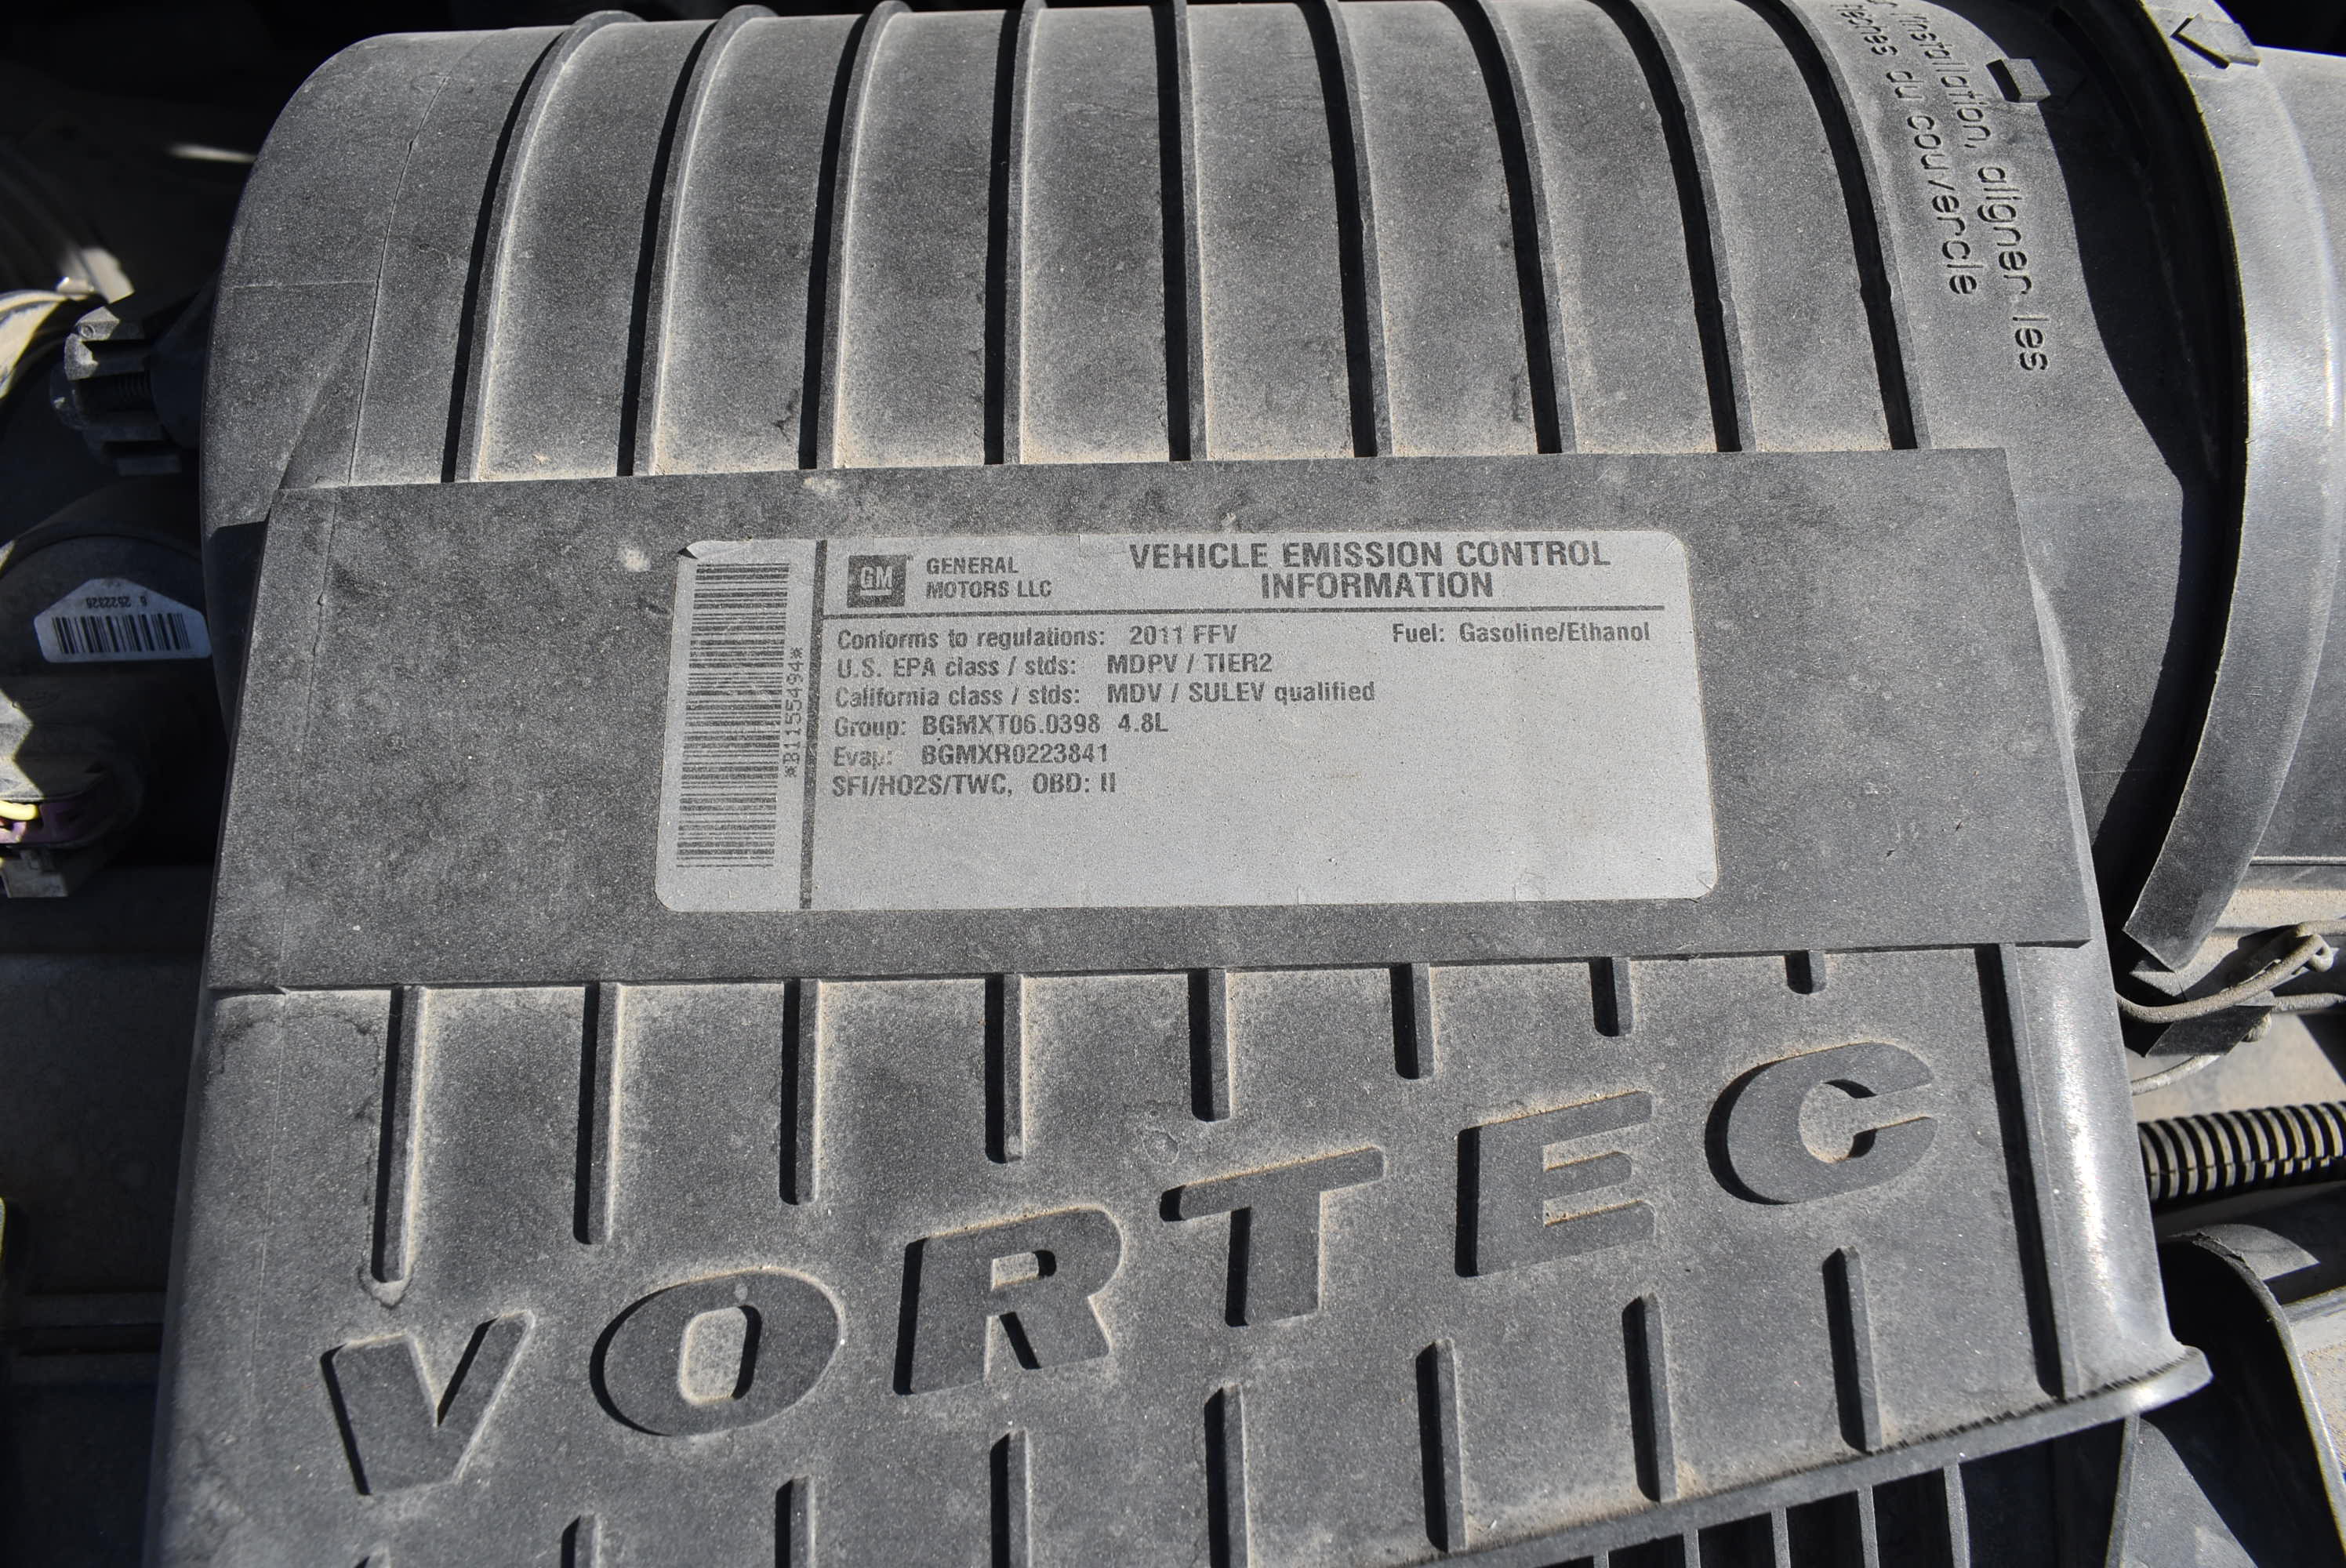 l'installation, aligner les
du couvercle
GM
GENERAL
MOTORS LLC
VEHICLE EMISSION CONTROL
INFORMATION
Conforms to regulations: 2011 FFV Fuel: Gasoline/Ethanol
U.S. EPA class / stds: MDPV / TIER2
California class / stds: MDV / SULEV qualified
Group: BGMXT06.0398 4.8L
Evap: BGMXR0223841
SFI/HO2S/TWC, OBD: II
*B1155494*
VORTEC